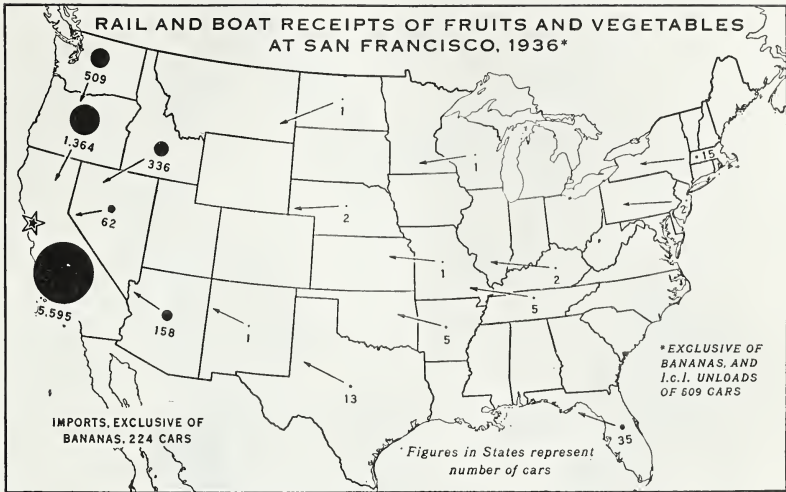 RAIL AND BOAT RECEIPTS OF FRUITS AND VEGETABLES
AT SAN FRANCISCO, 1936*
509
1,364
336
62
5,595
158
1
1
2
1
1
2
5
5
13
15
2
35
IMPORTS, EXCLUSIVE OF
BANANAS, 224 CARS
*EXCLUSIVE OF
BANANAS, AND
l.c.l. UNLOADS
OF 609 CARS
Figures in States represent
number of cars